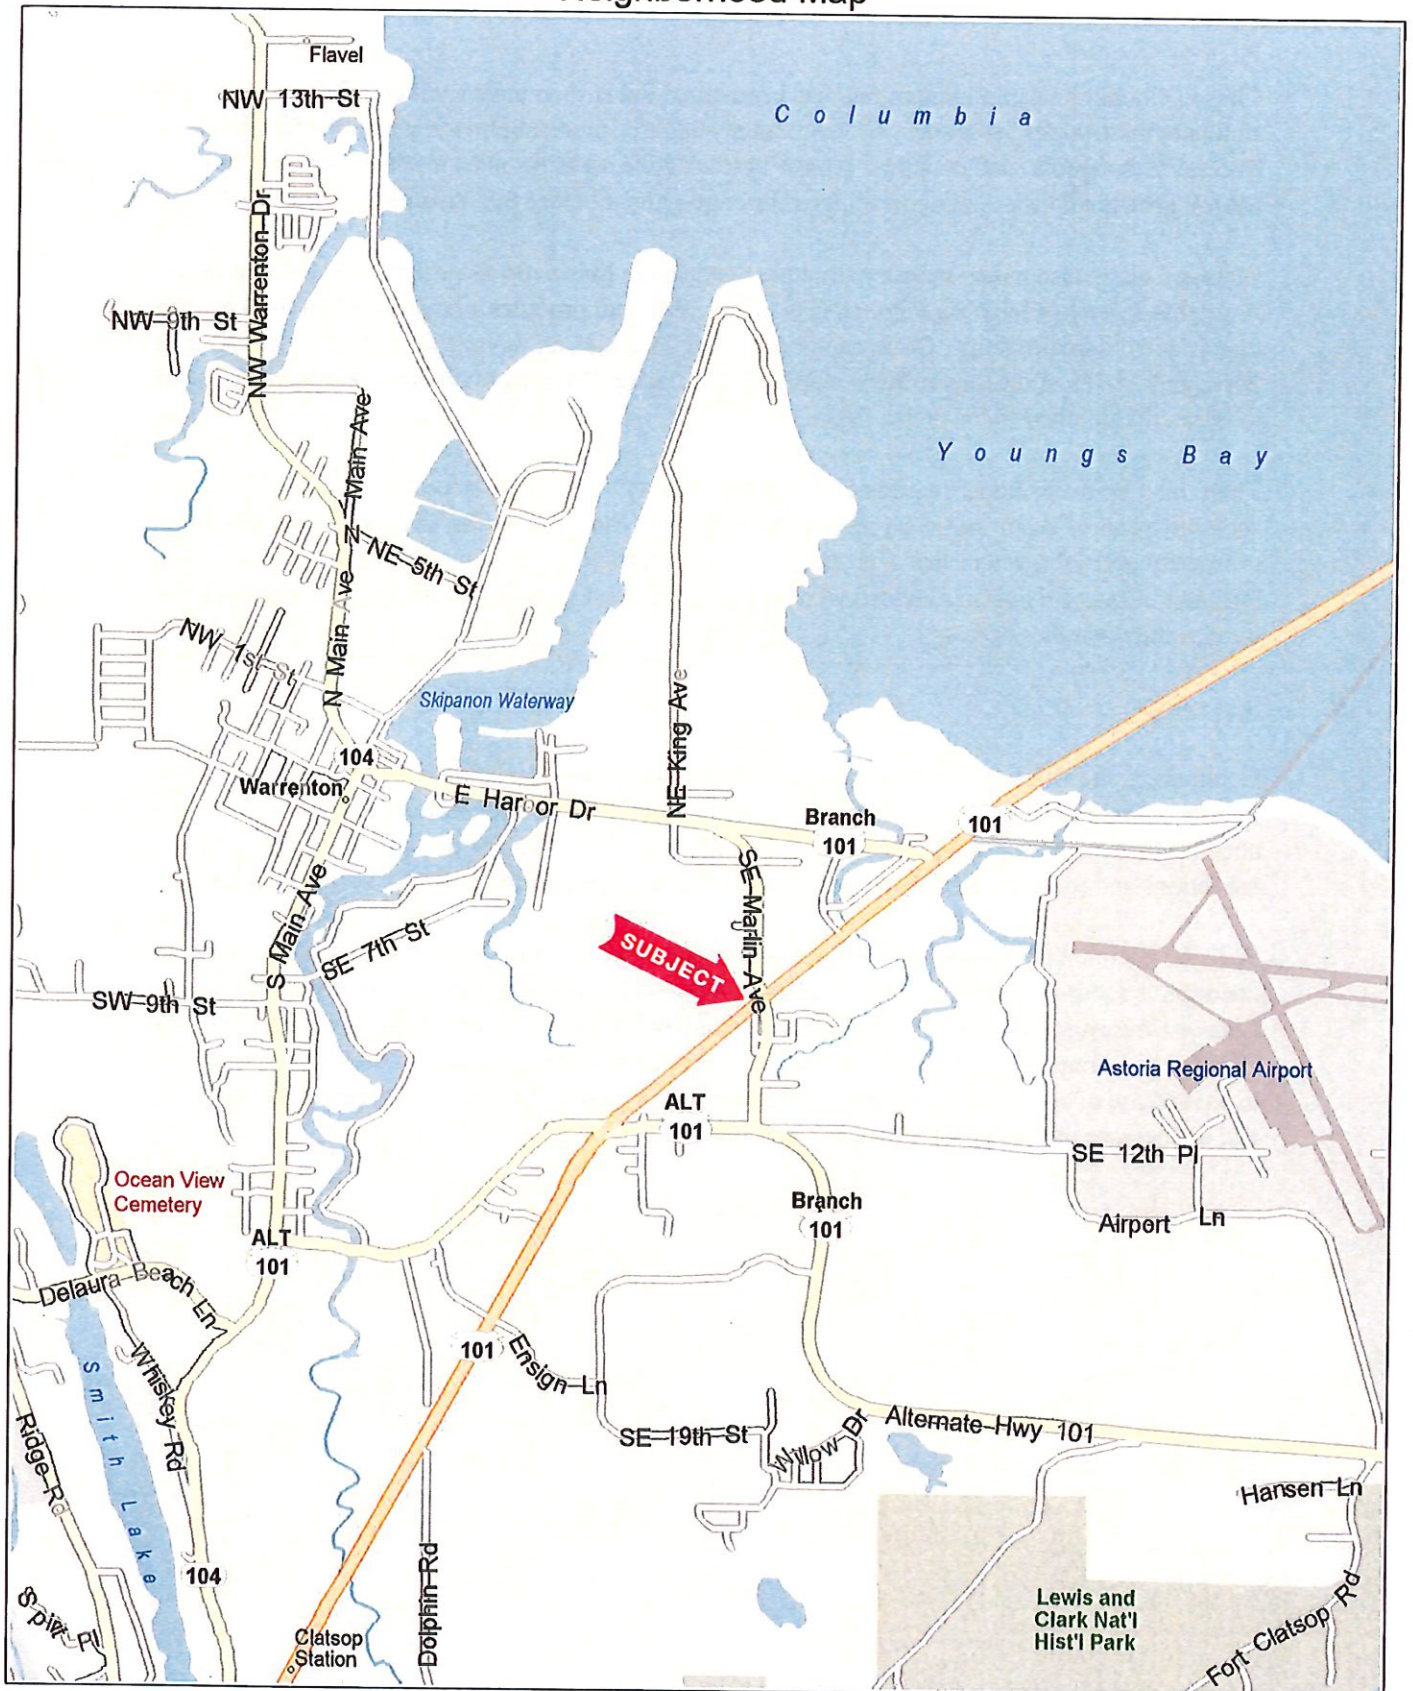 Neighborhood Map
Flavel
NW 13th St
Columbia
NW Warrenton Dr
NW 9th St
N Main Ave
Youngs Bay
NE 5th St
N Main Ave
NW 1st St
Skipanon Waterway
NE King Ave
104
Warrenton
E Harbor Dr
Branch
101
101
SE Marlin Ave
S Main Ave
SE 7th St
SUBJECT
SW 9th St
Astoria Regional Airport
ALT
101
SE 12th Pl
Ocean View
Cemetery
Branch
101
Airport Ln
ALT
101
Delaura Beach Ln
Whiskey Rd
101
Ensign Ln
Smith Lake
SE 19th St
Willow Dr
Alternate Hwy 101
Ridge Rd
Hansen Ln
104
Dolphin Rd
Lewis and
Clark Nat'l
Hist'l Park
Spiw Pl
Clatsop
Station
Fort Clatsop Rd